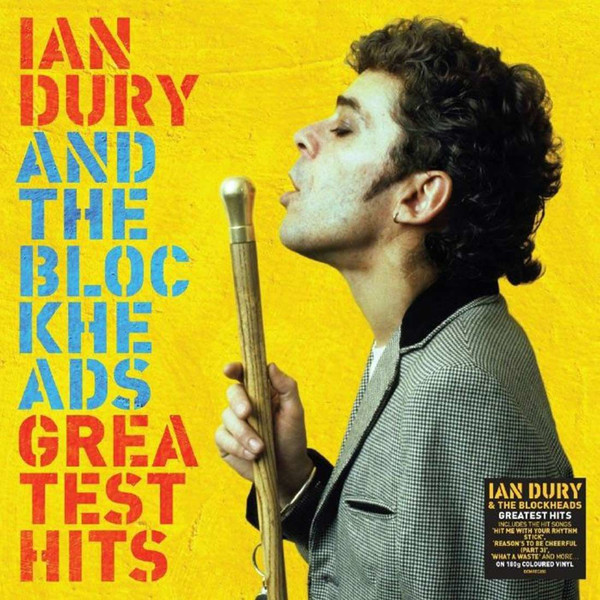 IAN
DURY
AND
THE
BLOC
KHE
ADS
GREA
TEST
HITS
IAN DURY
& THE BLOCKHEADS
GREATEST HITS
INCLUDES THE HIT SONGS
'HIT ME WITH YOUR RHYTHM
STICK',
'REASON'S TO BE CHEERFUL
(PART 3)',
'WHAT A WASTE' AND MORE...
ON 180g COLOURED VINYL